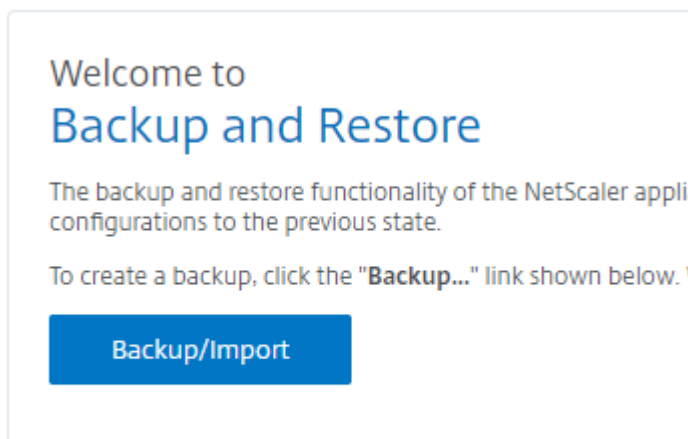 Welcome to
Backup and Restore
The backup and restore functionality of the NetScaler appli
configurations to the previous state.
To create a backup, click the "Backup..." link shown below.
Backup/Import